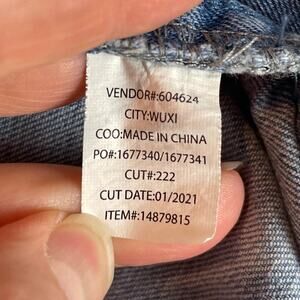 VENDOR#:604624
CITY:WUXI
COO:MADE IN CHINA
PO#:1677340/1677341
CUT#:222
CUT DATE:01/2021
ITEM#:14879815